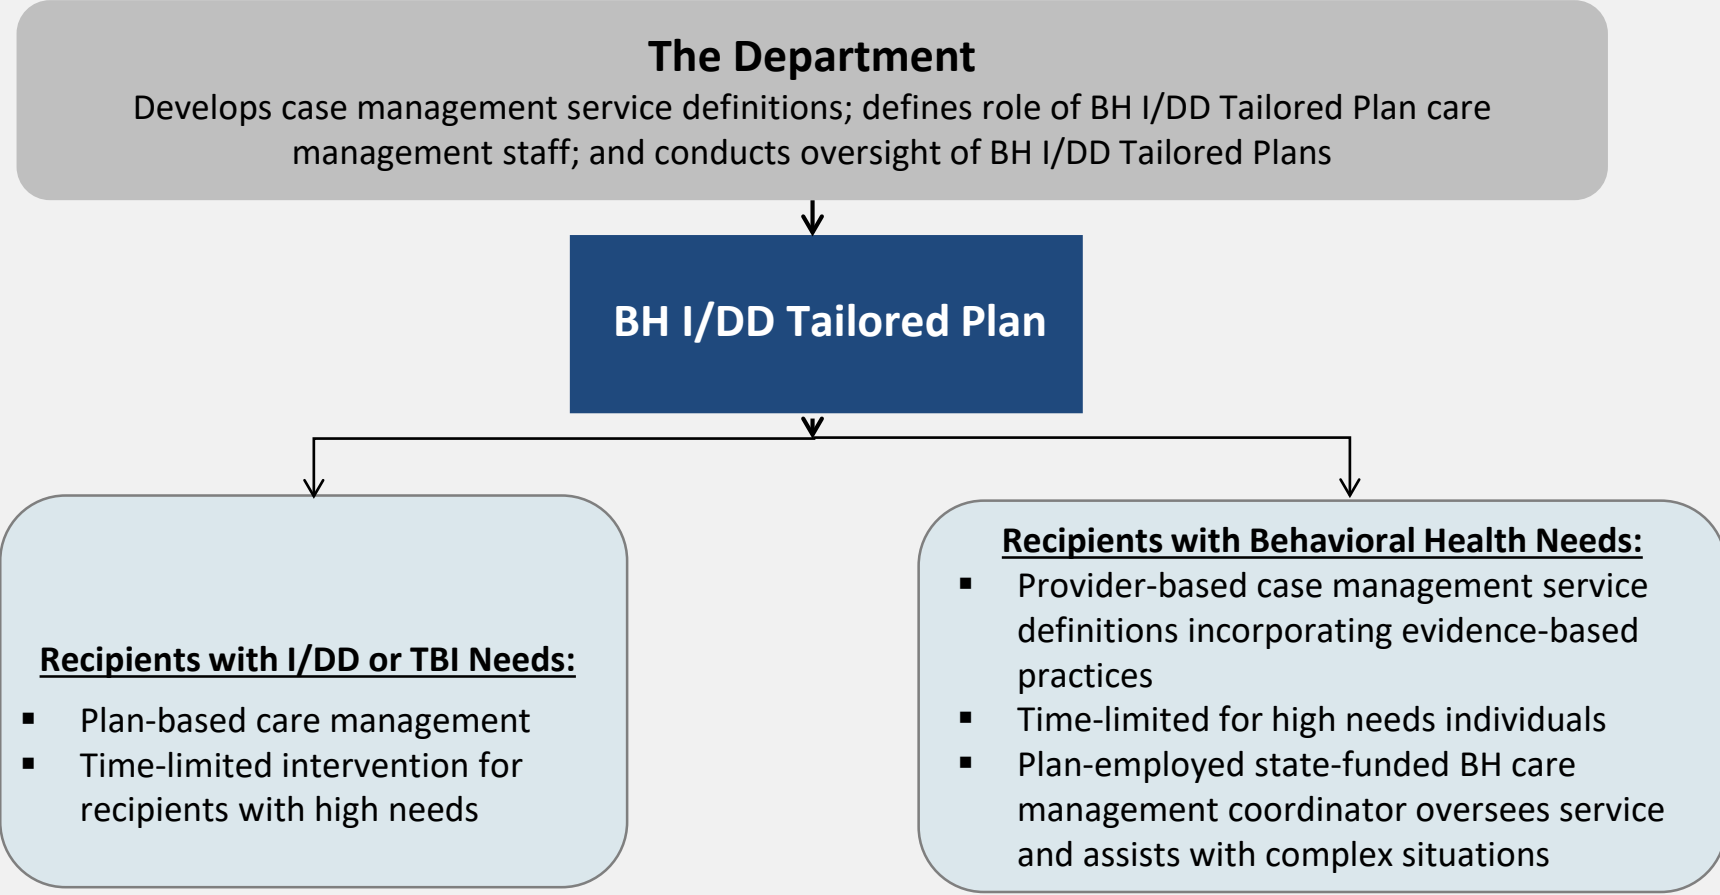 The Department
Develops case management service definitions; defines role of BH I/DD Tailored Plan care
management staff; and conducts oversight of BH I/DD Tailored Plans
BH I/DD Tailored Plan
Recipients with I/DD or TBI Needs:
▪ Plan-based care management
▪ Time-limited intervention for
recipients with high needs
Recipients with Behavioral Health Needs:
▪ Provider-based case management service
definitions incorporating evidence-based
practices
▪ Time-limited for high needs individuals
▪ Plan-employed state-funded BH care
management coordinator oversees service
and assists with complex situations